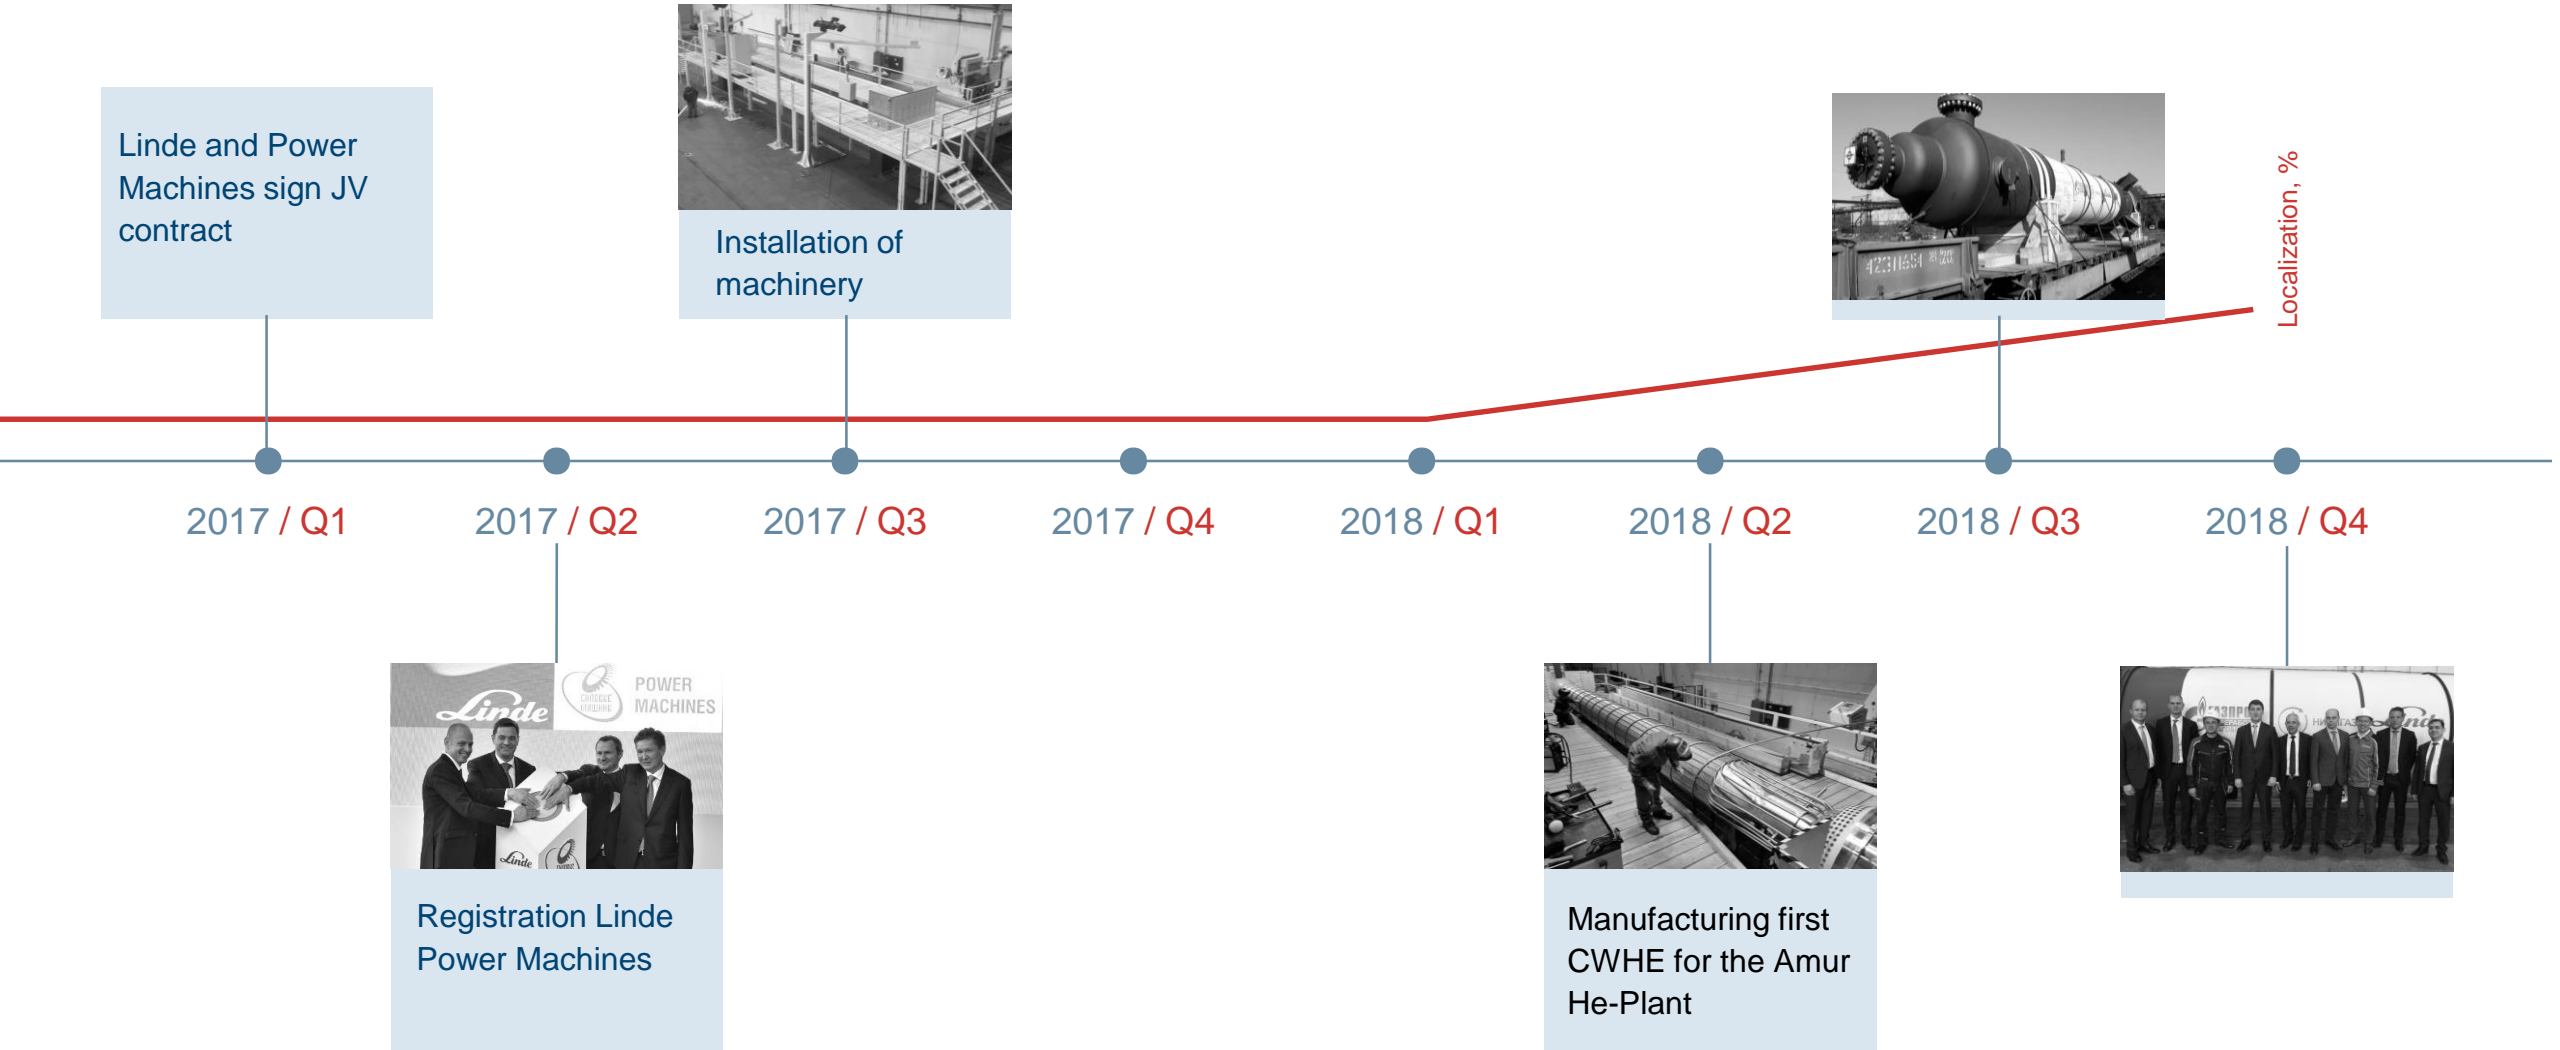 Linde and Power
Machines sign JV
contract
Installation of
machinery
Localization, %
2017 / Q1
2017 / Q2
2017 / Q3
2017 / Q4
2018 / Q1
2018 / Q2
2018 / Q3
2018 / Q4
Linde
POWER
MACHINES
Linde
Registration Linde
Power Machines
Manufacturing first
CWHE for the Amur
He-Plant